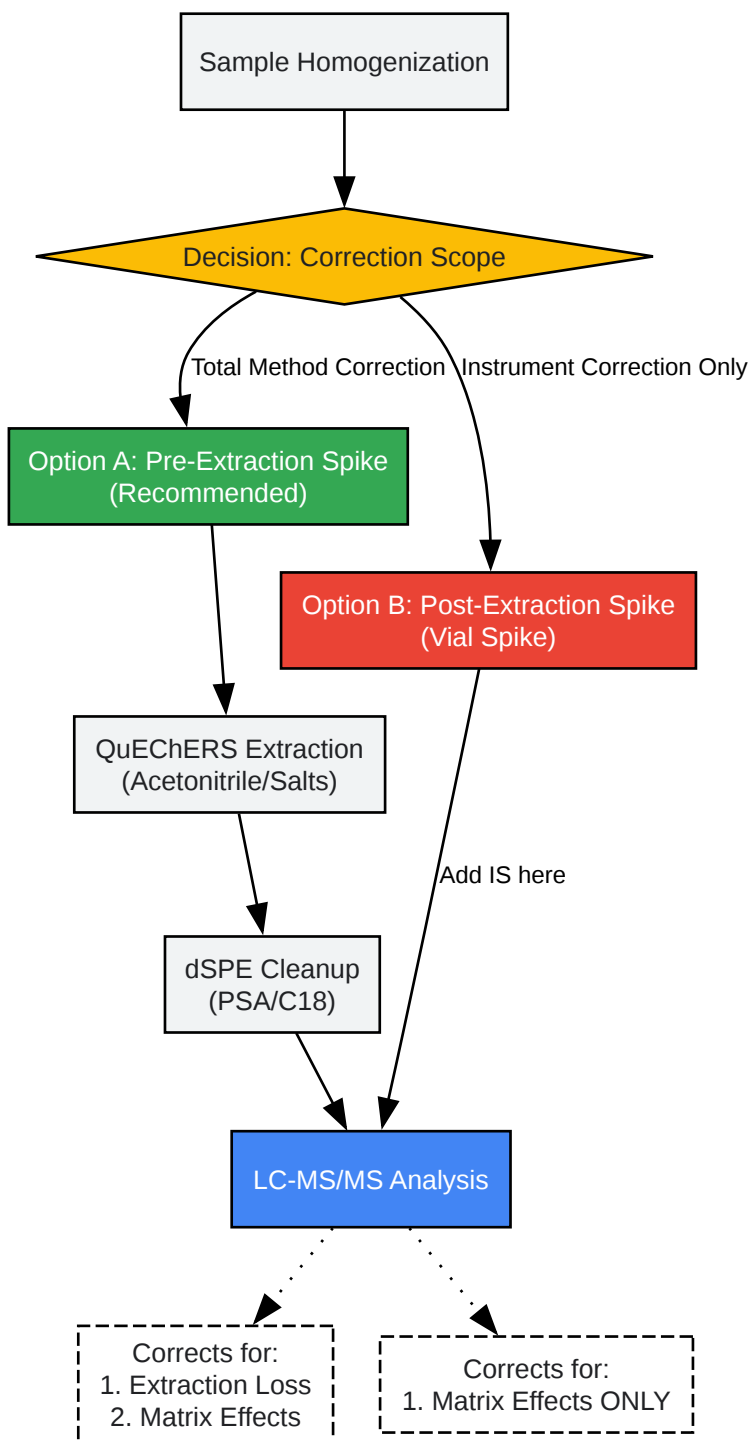 Sample Homogenization
Decision: Correction Scope
Total Method Correction
Instrument Correction Only
Option A: Pre-Extraction Spike
(Recommended)
Option B: Post-Extraction Spike
(Vial Spike)
QuEChERS Extraction
(Acetonitrile/Salts)
Add IS here
dSPE Cleanup
(PSA/C18)
LC-MS/MS Analysis
Corrects for:
1. Extraction Loss
2. Matrix Effects
Corrects for:
1. Matrix Effects ONLY